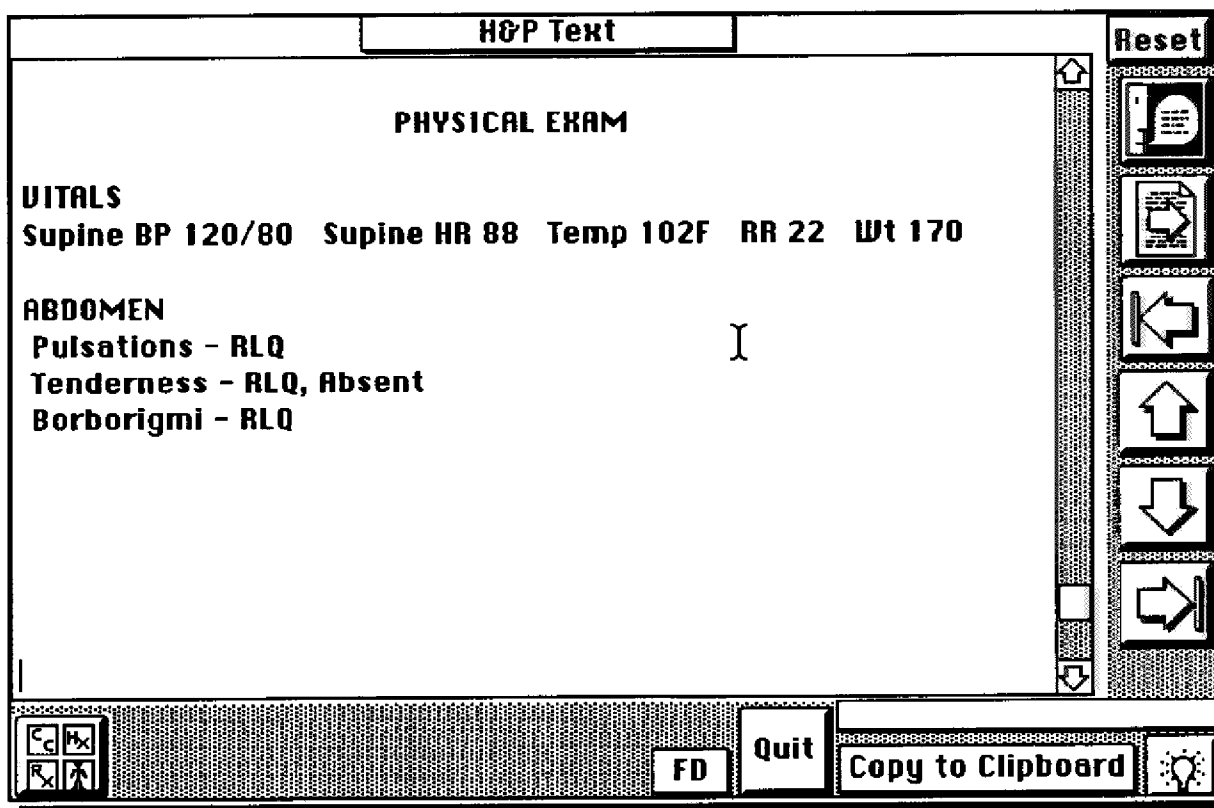 H&P Text
Reset
PHYSICAL EXAM
VITALS
Supine BP 120/80 Supine HR 88 Temp 102F RR 22 Wt 170
ABDOMEN
Pulsations - RLQ
Tenderness - RLQ, Absent
Borborigmi - RLQ
Cc Hx
Rx
FD
Quit
Copy to Clipboard